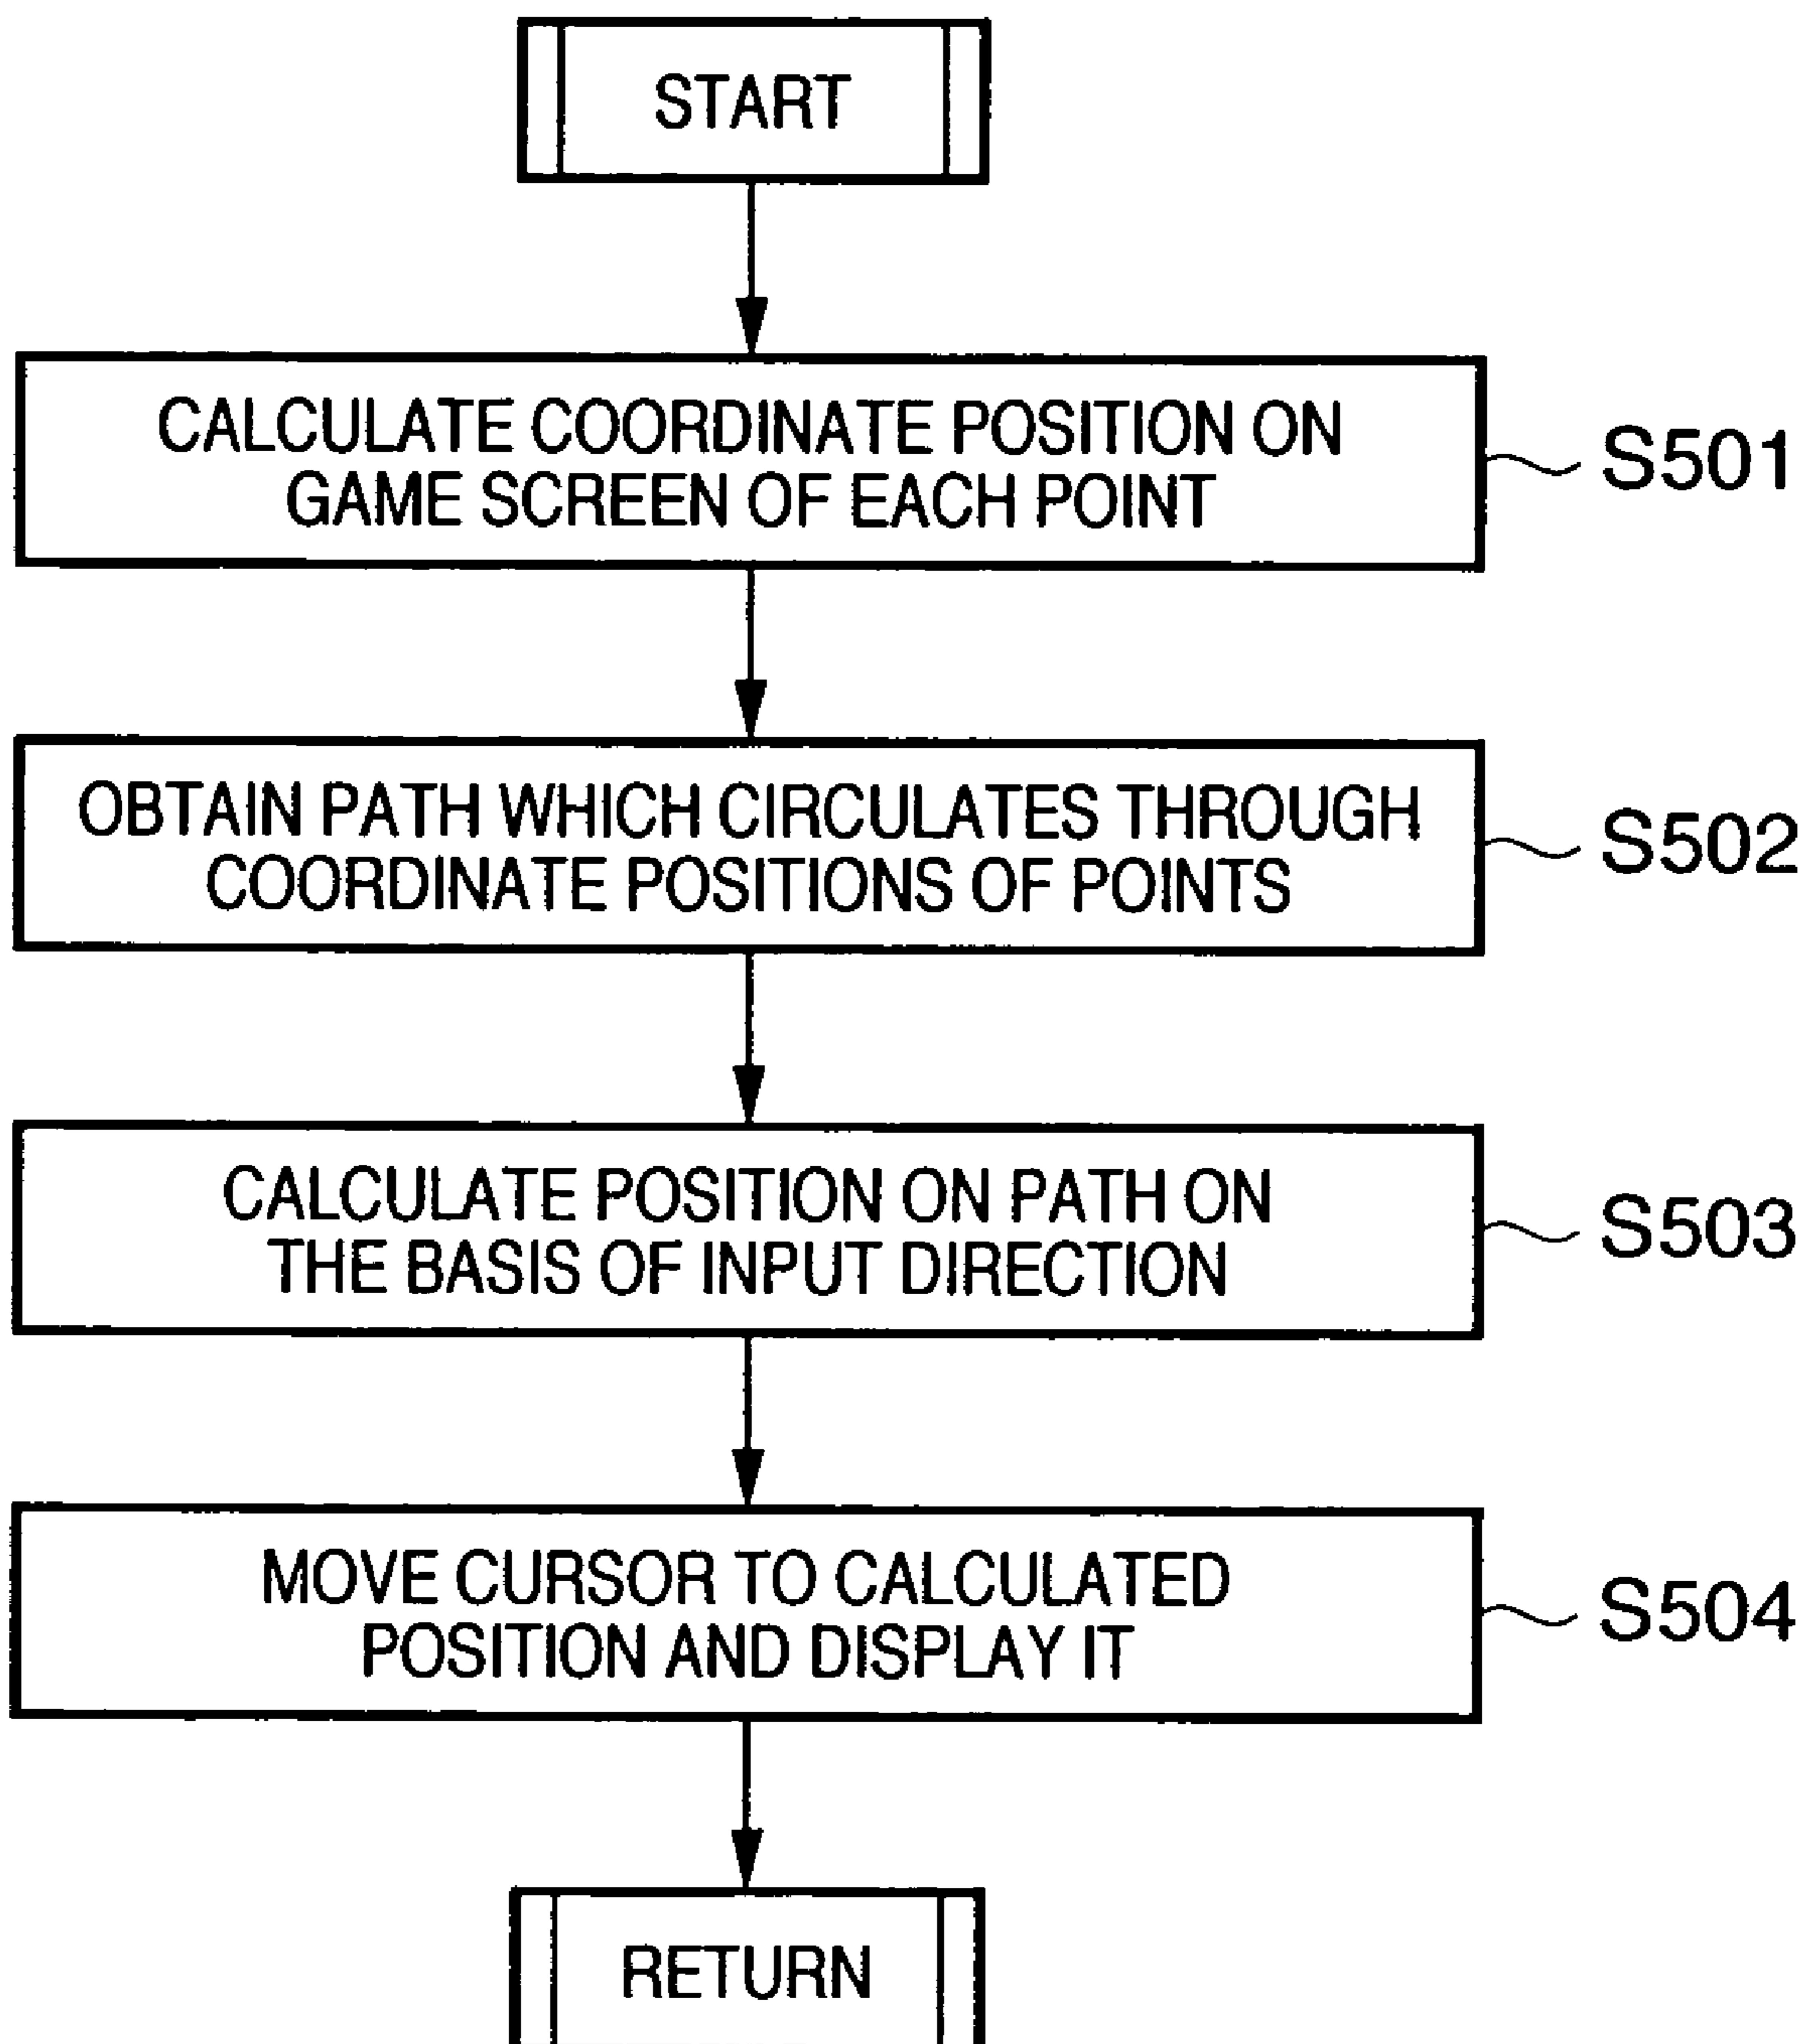 START
CALCULATE COORDINATE POSITION ON
GAME SCREEN OF EACH POINT
S501
OBTAIN PATH WHICH CIRCULATES THROUGH
COORDINATE POSITIONS OF POINTS
S502
CALCULATE POSITION ON PATH ON
THE BASIS OF INPUT DIRECTION
S503
MOVE CURSOR TO CALCULATED
POSITION AND DISPLAY IT
S504
RETURN